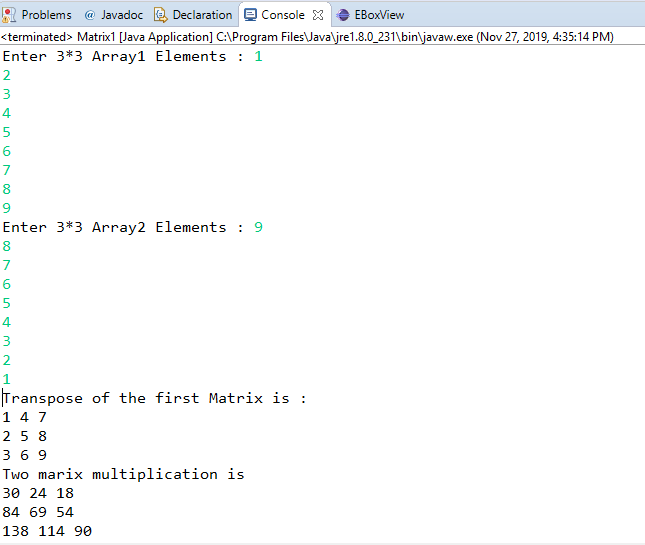 Problems @ Javadoc Declaration Console EBoxView
<terminated> Matrix1 [Java Application] C:\Program Files\Java\jre1.8.0_231\bin\javaw.exe (Nov 27, 2019, 4:35:14 PM)
Enter 3*3 Array1 Elements : 1
2
3
4
5
6
7
8
9
Enter 3*3 Array2 Elements : 9
8
7
6
5
4
3
2
1
Transpose of the first Matrix is :
1 4 7
2 5 8
3 6 9
Two marix multiplication is
30 24 18
84 69 54
138 114 90